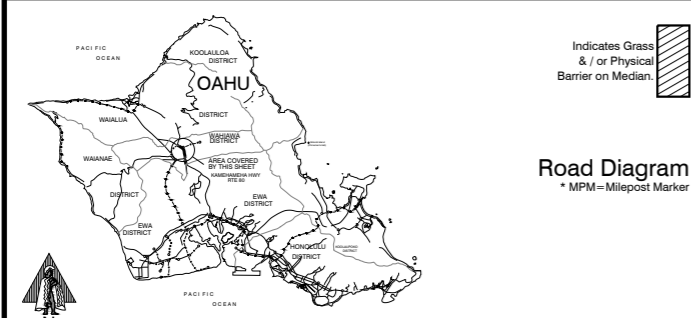 PACIFIC
OCEAN
KOOLAULOA
DISTRICT
OAHU
WAIALUA
DISTRICT
WAHIAWA
DISTRICT
WAIANAE
AREA COVERED
BY THIS SHEET
KAMEHAMEHA HWY
RTE 80
DISTRICT
EWA
DISTRICT
EWA
DISTRICT
HONOLULU
DISTRICT
KOOLAUPOKO
DISTRICT
PACIFIC
OCEAN
Indicates Grass
& / or Physical
Barrier on Median.
Road Diagram
* MPM=Milepost Marker